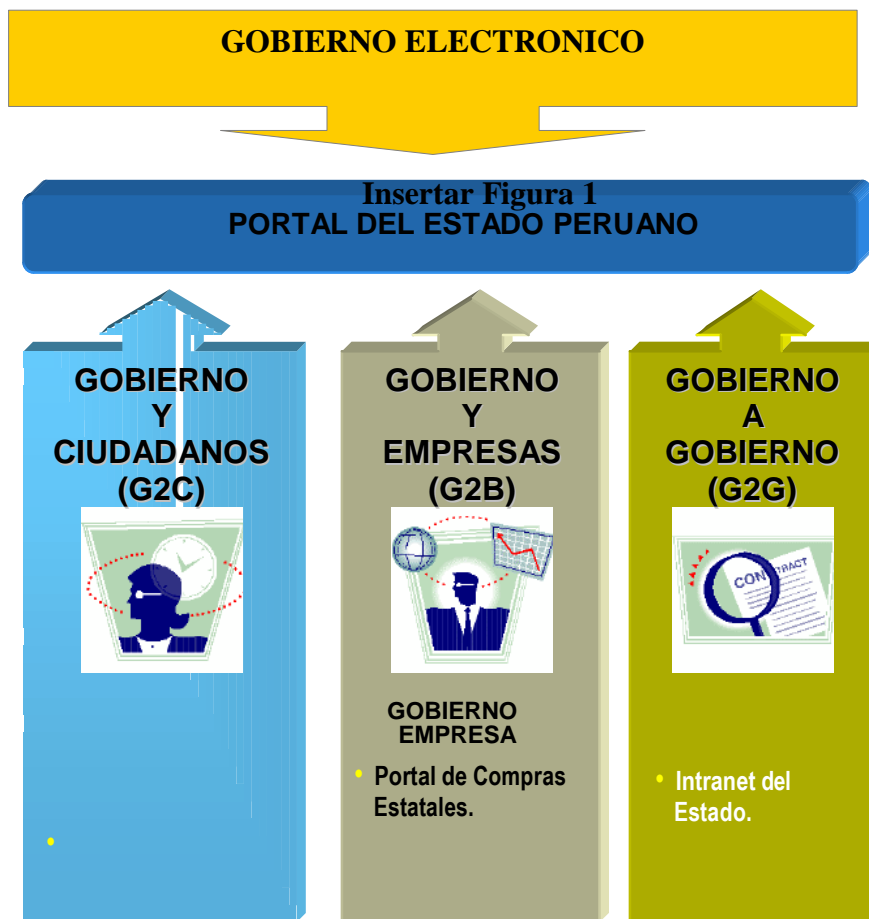 GOBIERNO ELECTRONICO
Insertar Figura 1
PORTAL DEL ESTADO PERUANO
GOBIERNO
Y
CIUDADANOS
(G2C)
GOBIERNO
Y
EMPRESAS
(G2B)
GOBIERNO
EMPRESA
• Portal de Compras
Estatales.
GOBIERNO
A
GOBIERNO
(G2G)
CONTRACT
• Intranet del
Estado.